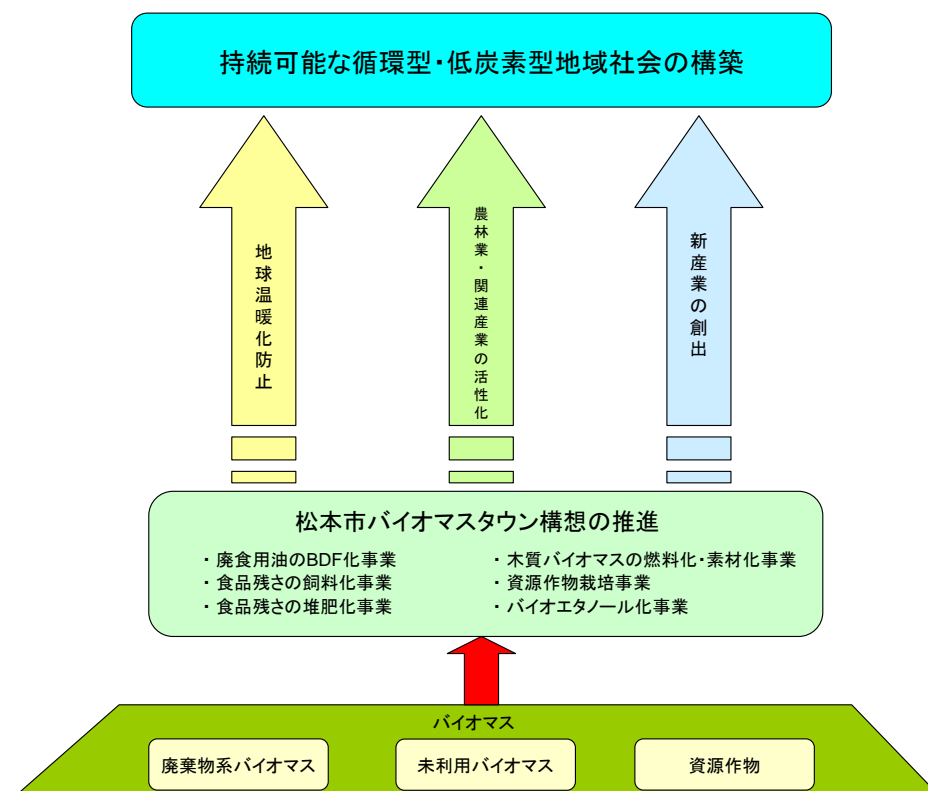 持続可能な循環型・低炭素型地域社会の構築
地球温暖化防止
農林業・関連産業の活性化
新産業の創出
松本市バイオマスタウン構想の推進
・ 廃食用油のBDF化事業
・ 食品残さの飼料化事業
・ 食品残さの堆肥化事業
・ 木質バイオマスの燃料化・素材化事業
・ 資源作物栽培事業
・ バイオエタノール化事業
バイオマス
廃棄物系バイオマス
未利用バイオマス
資源作物